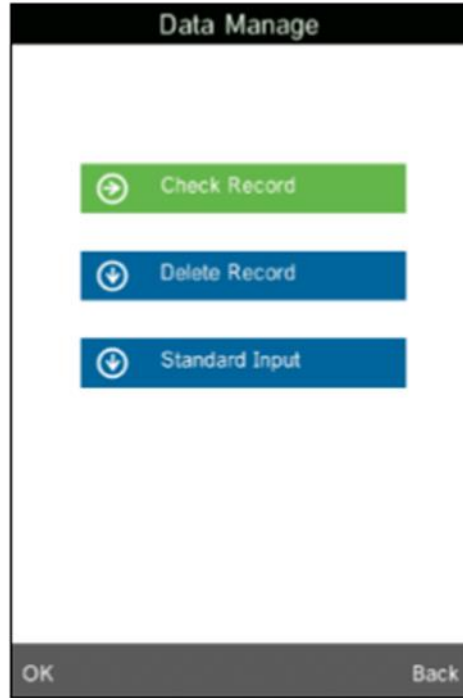 Data Manage
Check Record
Delete Record
Standard Input
OK Back